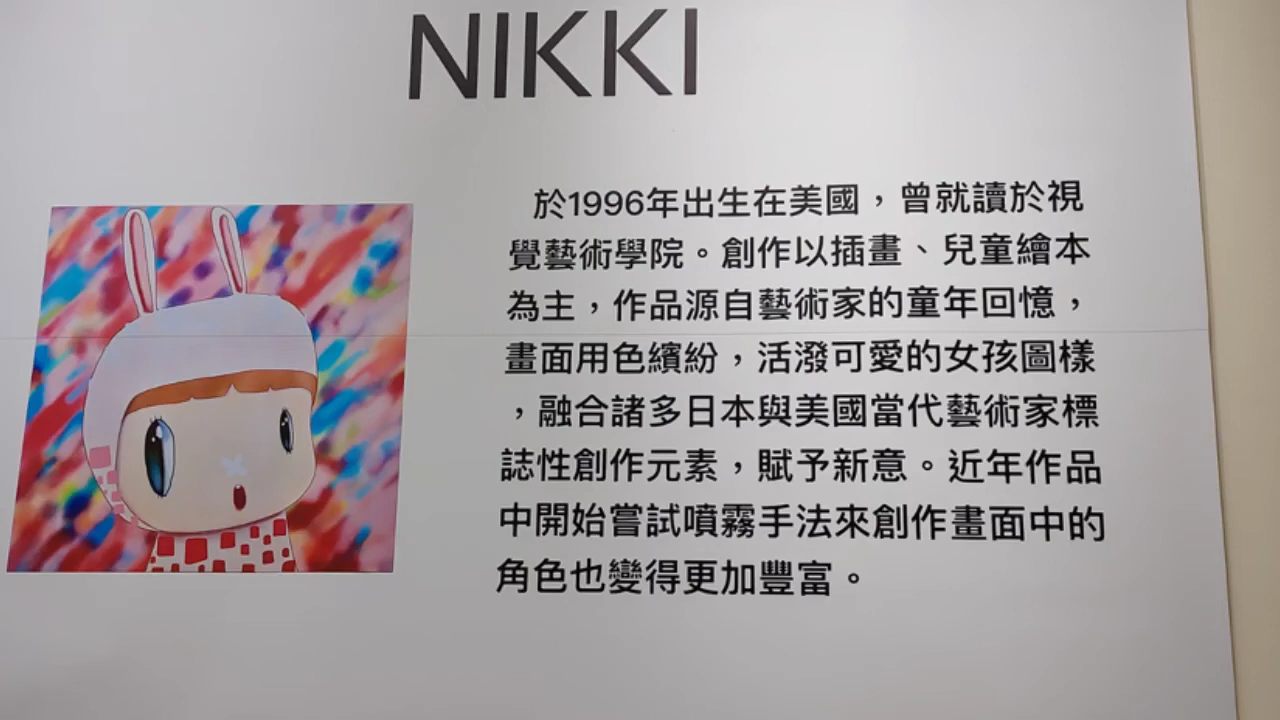 NIKKI
於1996年出生在美國，曾就讀於視
覺藝術學院。創作以插畫、兒童繪本
為主，作品源自藝術家的童年回憶，
畫面用色繽紛，活潑可愛的女孩圖樣
，融合諸多日本與美國當代藝術家標
誌性創作元素，賦予新意。近年作品
中開始嘗試噴霧手法來創作畫面中的
角色也變得更加豐富。